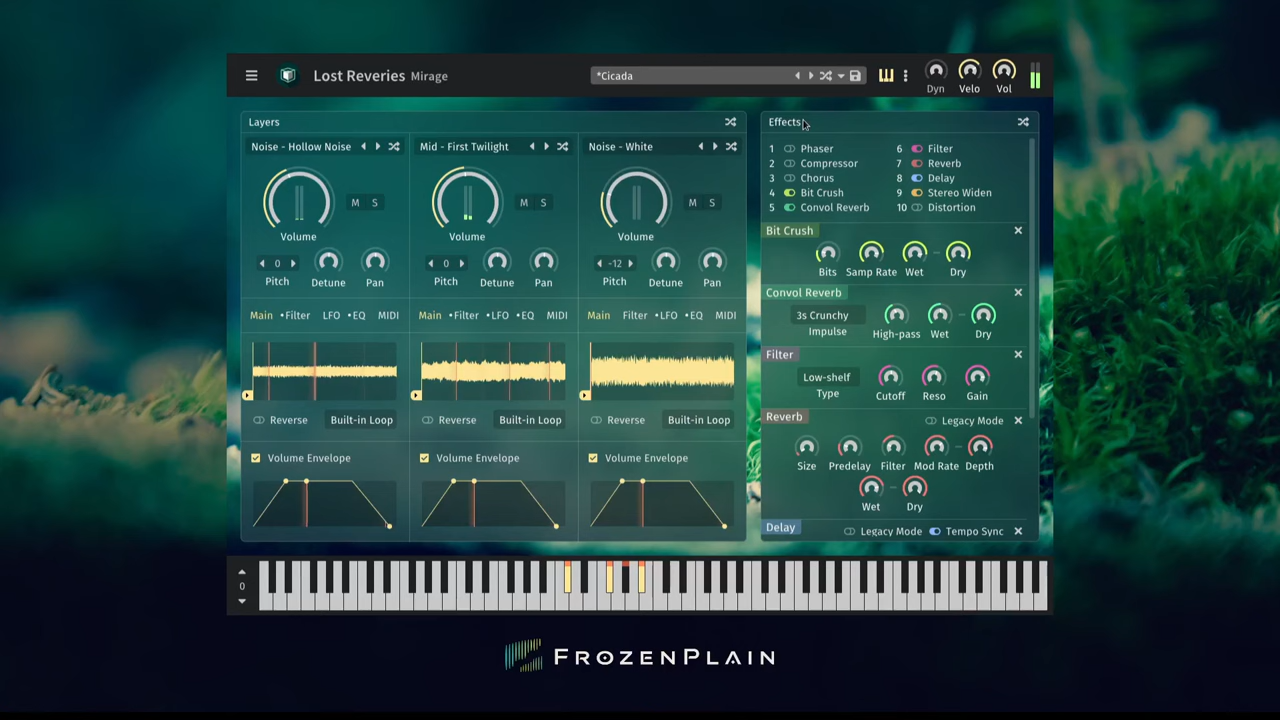 Lost Reveries Mirage
*Cicada
Dyn Velo Vol
Layers
Noise - Hollow Noise
M S
Volume
0
Pitch Detune Pan
Main •Filter LFO •EQ MIDI
Reverse Built-in Loop
Volume Envelope
Mid - First Twilight
M S
Volume
0
Pitch Detune Pan
Main •Filter •LFO •EQ MIDI
Reverse Built-in Loop
Volume Envelope
Noise - White
M S
Volume
-12
Pitch Detune Pan
Main Filter •LFO •EQ MIDI
Reverse Built-in Loop
Volume Envelope
Effects
1 Phaser
2 Compressor
3 Chorus
4 Bit Crush
5 Convol Reverb
6 Filter
7 Reverb
8 Delay
9 Stereo Widen
10 Distortion
Bit Crush
Bits Samp Rate Wet Dry
Convol Reverb
3s Crunchy
Impulse High-pass Wet Dry
Filter
Low-shelf
Type Cutoff Reso Gain
Reverb Legacy Mode
Size Predelay Filter Mod Rate Depth
Wet Dry
Delay Legacy Mode Tempo Sync
0
FROZENPLAIN